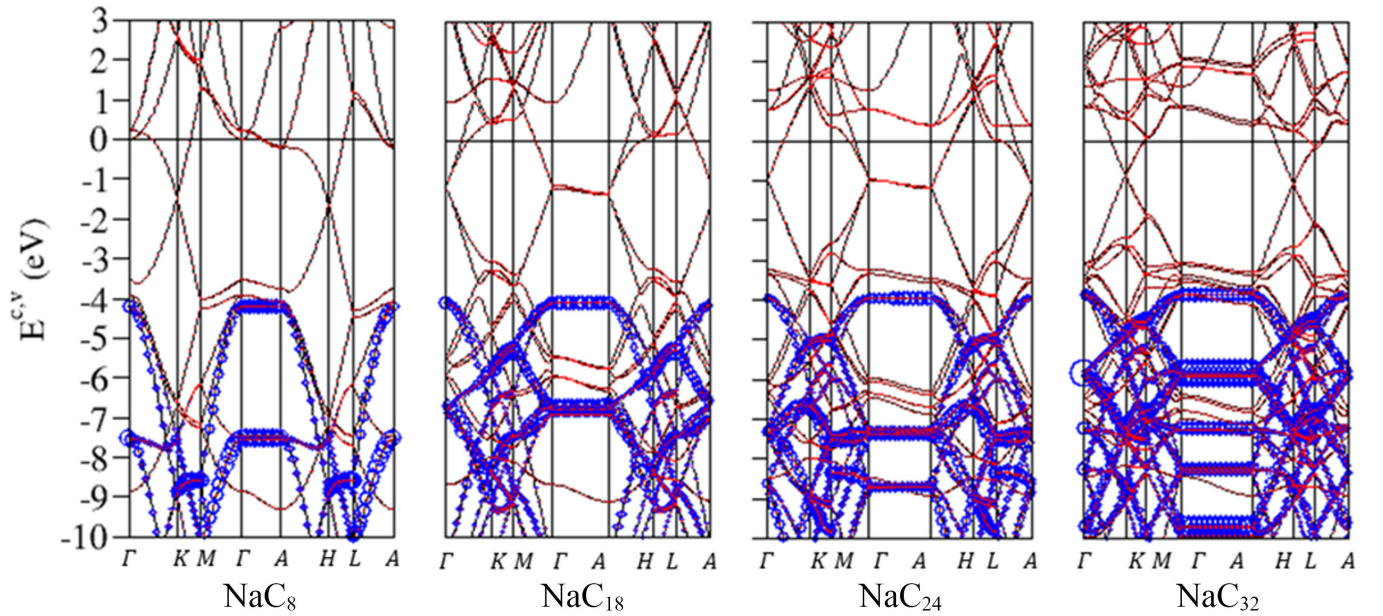 E^c,v (eV)
3
2
1
0
-1
-2
-3
-4
-5
-6
-7
-8
-9
-10
Γ K M Γ A H L A
Γ K M Γ A H L A
Γ K M Γ A H L A
Γ K M Γ A H L A
NaC₈ NaC₁₈ NaC₂₄ NaC₃₂